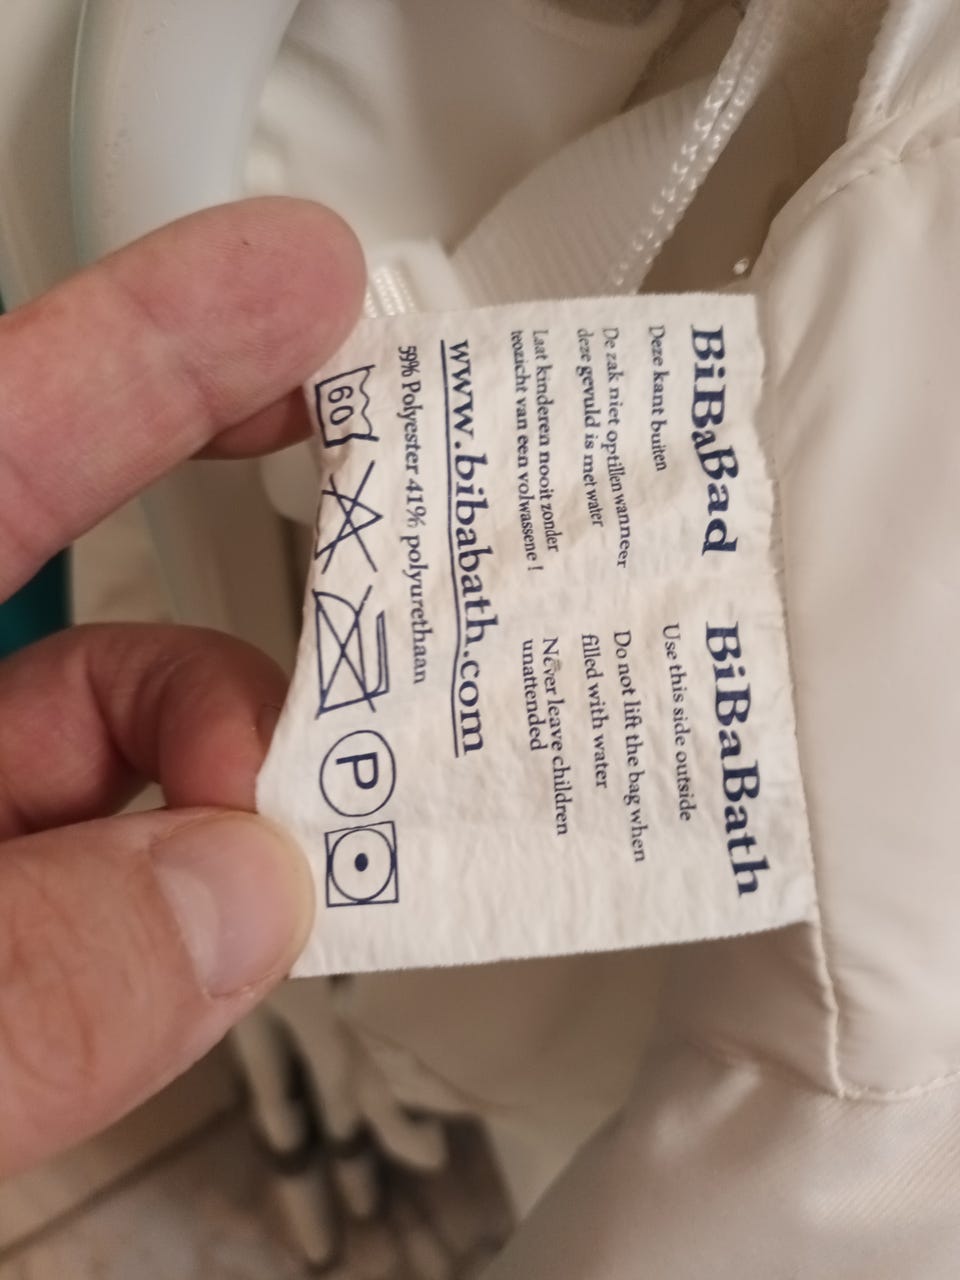 BiBaBad
Deze kant buiten
De zak niet optillen wanneer
deze gevuld is met water
Laat kinderen nooit zonder
teozicht van een volwassene !
BiBaBath
Use this side outside
Do not lift the bag when
filled with water
Never leave children
unattended
www.bibabath.com
59% Polyester 41% polyurethaan
60
P